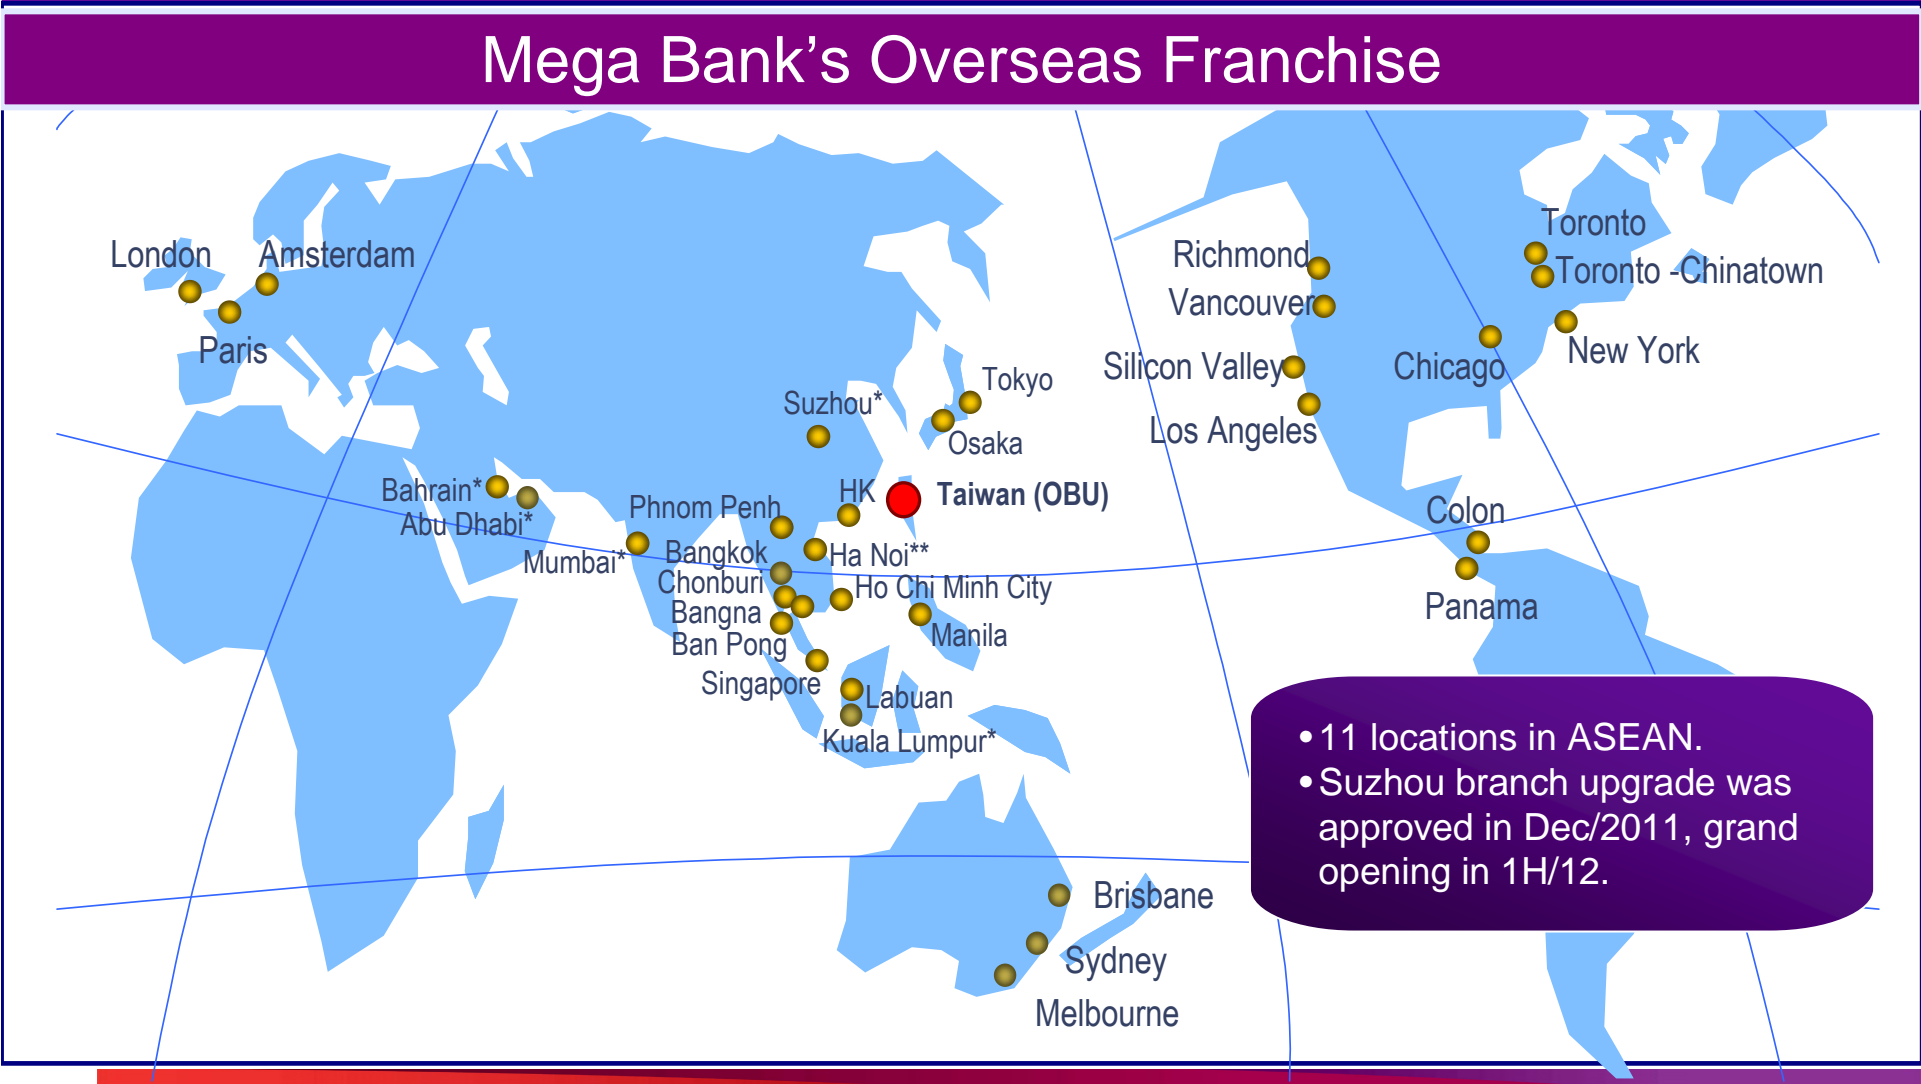 Mega Bank’s Overseas Franchise
London
Amsterdam
Paris
Richmond
Vancouver
Silicon Valley
Los Angeles
Toronto
Toronto -Chinatown
New York
Chicago
Tokyo
Suzhou*
Osaka
Bahrain*
Abu Dhabi*
Mumbai*
Phnom Penh
HK
Taiwan (OBU)
Bangkok
Ha Noi**
Chonburi
Ho Chi Minh City
Bangna
Manila
Ban Pong
Singapore
Labuan
Kuala Lumpur*
Colon
Panama
•11 locations in ASEAN.
•Suzhou branch upgrade was
approved in Dec/2011, grand
opening in 1H/12.
Brisbane
Sydney
Melbourne